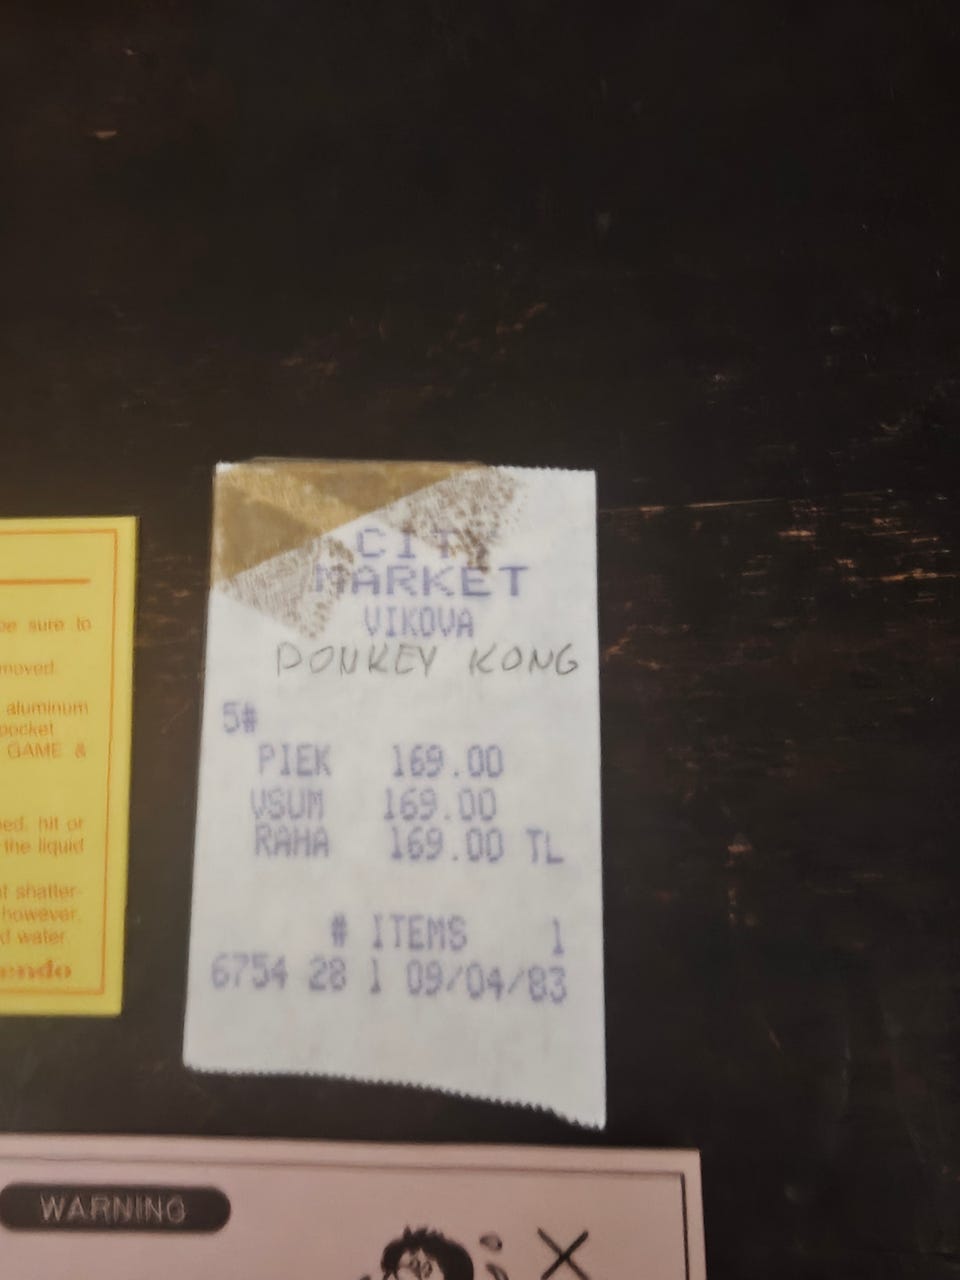 CITY
MARKET
VIKOVA
DONKEY KONG
5#
PIEK 169.00
VSUM 169.00
RAHA 169.00 TL
# ITEMS 1
6754 28 1 09/04/83
be sure to
moved.
aluminum
pocket
GAME &
hit or
the liquid
shatter-
however,
water.
WARNING
X